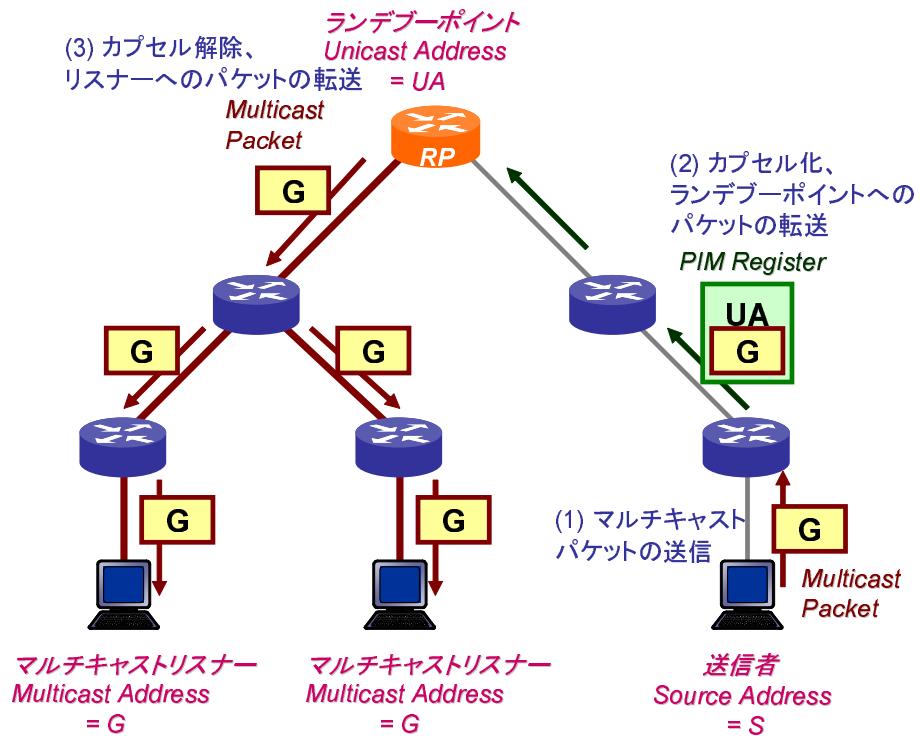 ランデブーポイント
Unicast Address
= UA
(3) カプセル解除、
リスナーへのパケットの転送
Multicast
Packet
RP
G
(2) カプセル化、
ランデブーポイントへの
パケットの転送
PIM Register
UA
G
G
G
G
G
(1) マルチキャスト
パケットの送信
G
Multicast
Packet
マルチキャストリスナー
Multicast Address
= G
マルチキャストリスナー
Multicast Address
= G
送信者
Source Address
= S